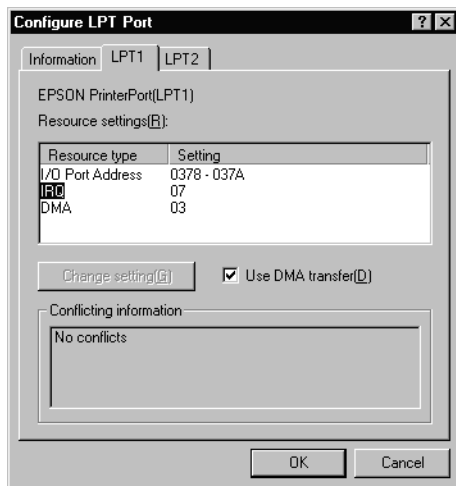 Configure LPT Port
Information LPT1 LPT2
EPSON PrinterPort(LPT1)
Resource settings(R):
Resource type Setting
I/O Port Address 0378 - 037A
IRQ 07
DMA 03
Change setting(G) Use DMA transfer(D)
Conflicting information
No conflicts
OK Cancel